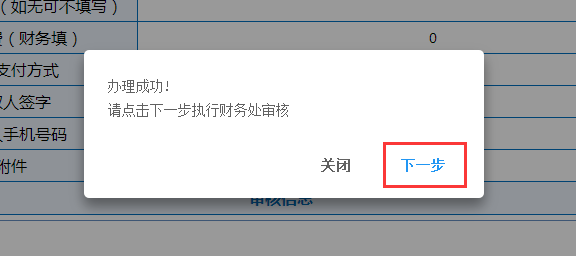 （如无可不填写）
（财务填）
0
支付方式
人签字
手机号码
附件
办理成功！
请点击下一步执行财务处审核
关闭
下一步
审核信息